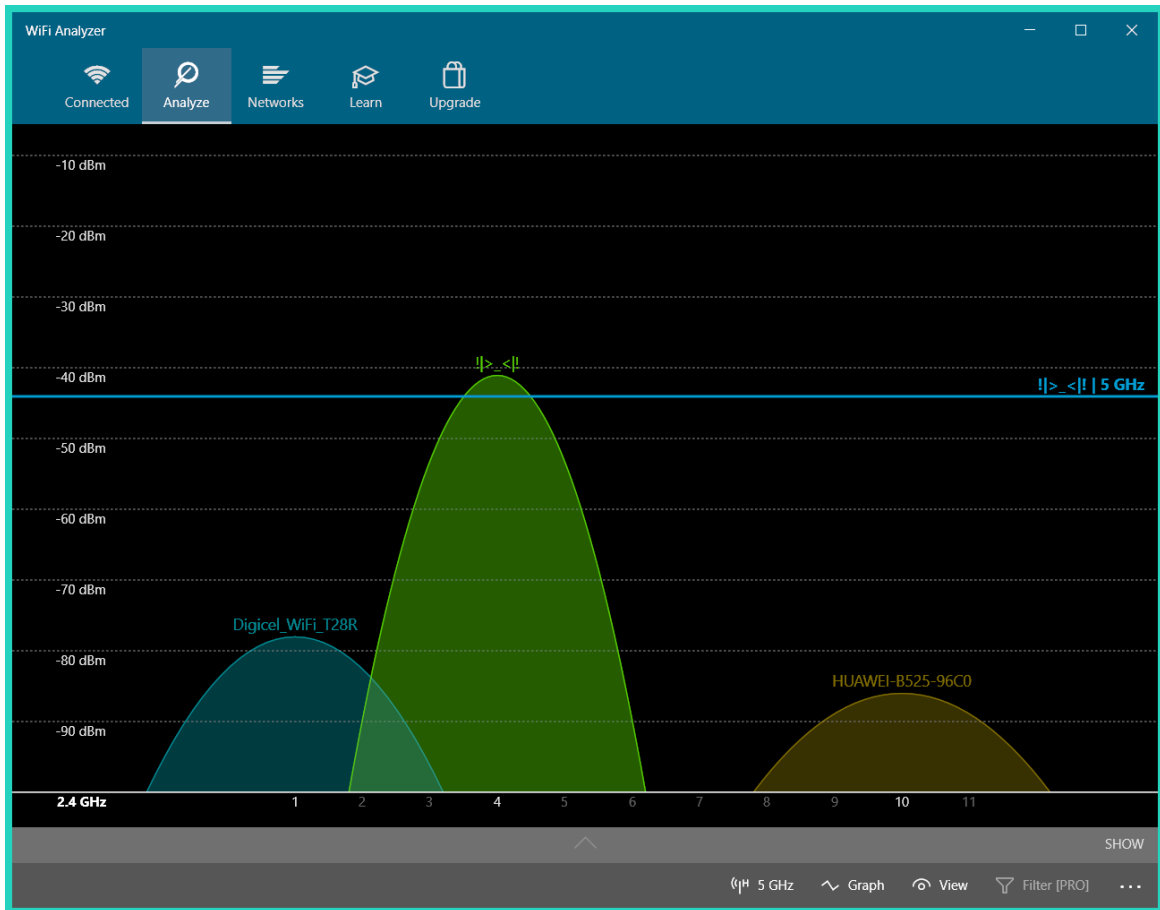 WiFi Analyzer
Connected
Analyze
Networks
Learn
Upgrade
-10 dBm
-20 dBm
-30 dBm
!|>_<|!
-40 dBm
!|>_<|! | 5 GHz
-50 dBm
-60 dBm
-70 dBm
Digicel_WiFi_T28R
-80 dBm
HUAWEI-B525-96C0
-90 dBm
2.4 GHz 1 2 3 4 5 6 7 8 9 10 11
SHOW
5 GHz Graph View Filter [PRO] ...